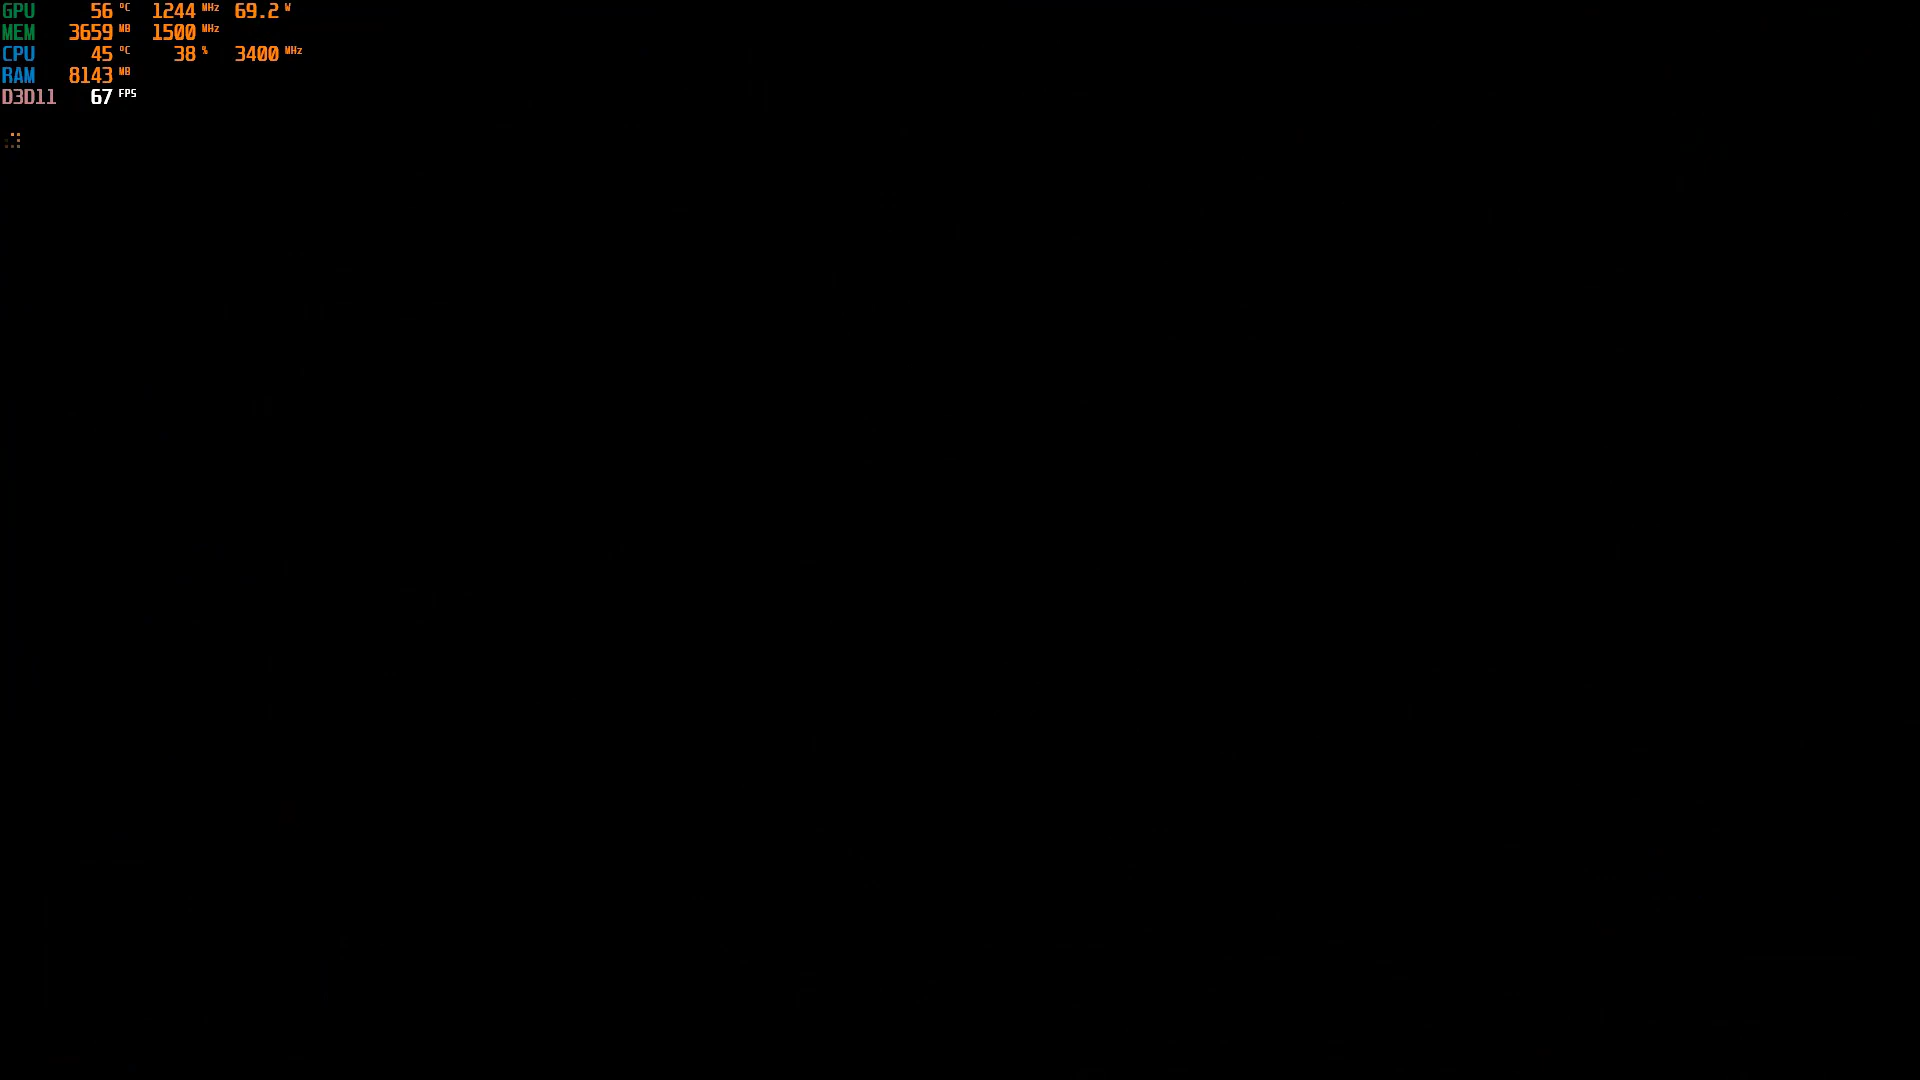 GPU 56 °C 1244 MHz 69.2 W
MEM 3659 MB 1500 MHz
CPU 45 °C 38 % 3400 MHz
RAM 8143 MB
D3D11 67 FPS